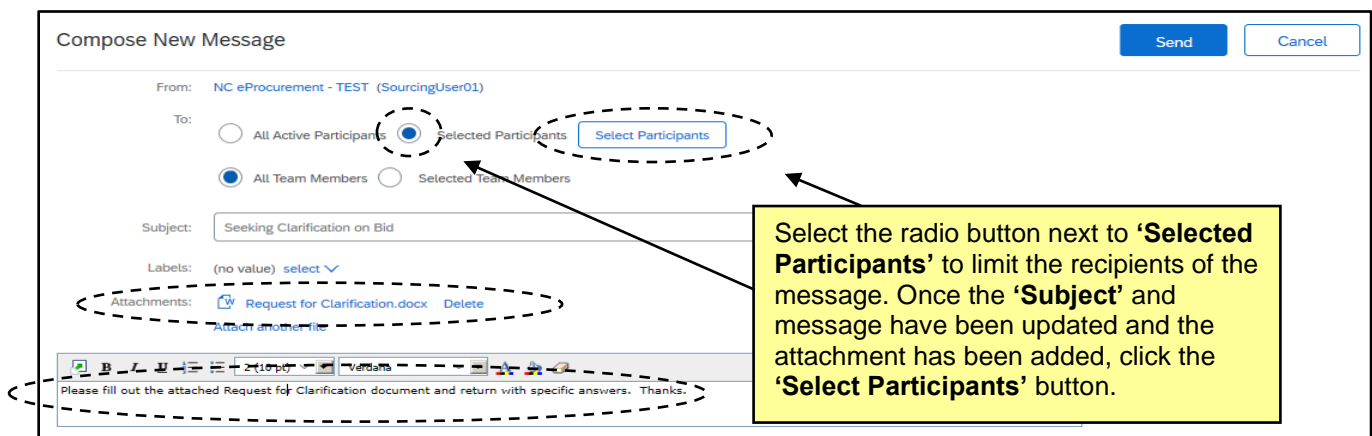 Compose New Message
Send
Cancel
From: NC eProcurement - TEST (SourcingUser01)
To:
All Active Participants Selected Participants Select Participants
All Team Members Selected Team Members
Subject: Seeking Clarification on Bid
Labels: (no value) select
Attachments: Request for Clarification.docx Delete
Attach another file
B I U 2 (10 pt) Verdana A
Please fill out the attached Request for Clarification document and return with specific answers. Thanks.
Select the radio button next to ‘Selected
Participants’ to limit the recipients of the
message. Once the ‘Subject’ and
message have been updated and the
attachment has been added, click the
‘Select Participants’ button.